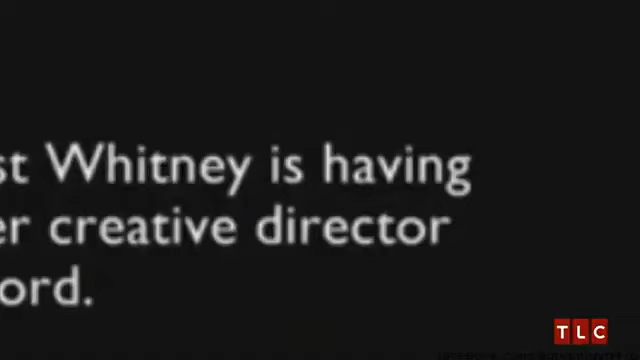 st Whitney is having
er creative director
ord.
TLC